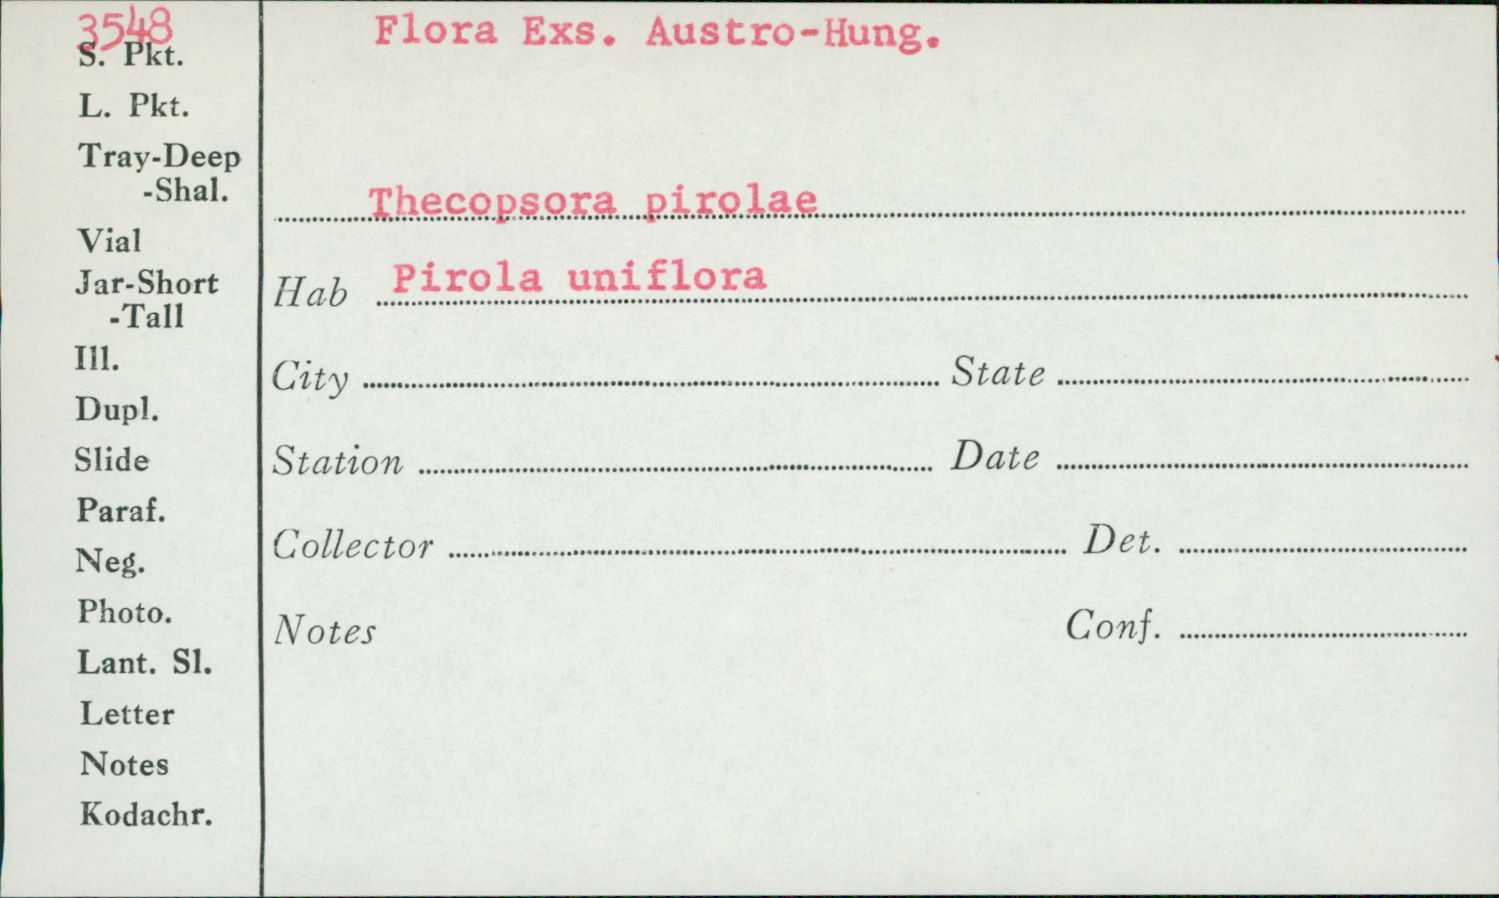 3548
Flora Exs. Austro-Hung.
S. Pkt.
L. Pkt.
Tray-Deep
-Shal.
Thecopsora pirolae
Vial
Jar-Short
-Tall
Hab Pirola uniflora
Ill.
City State
Dupl.
Slide
Station Date
Paraf.
Collector Det.
Neg.
Photo.
Notes Conf.
Lant. Sl.
Letter
Notes
Kodachr.